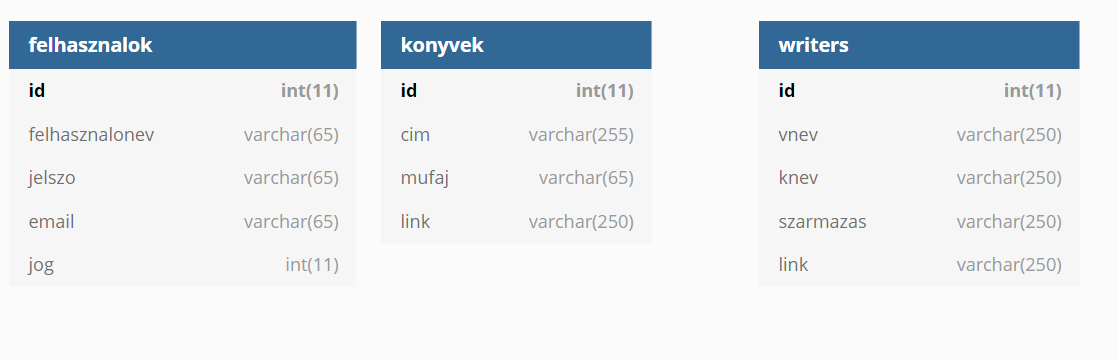 felhasznalok
id int(11)
felhasznalonev varchar(65)
jelszo varchar(65)
email varchar(65)
jog int(11)
konyvek
id int(11)
cim varchar(255)
mufaj varchar(65)
link varchar(250)
writers
id int(11)
vnev varchar(250)
knev varchar(250)
szarmazas varchar(250)
link varchar(250)